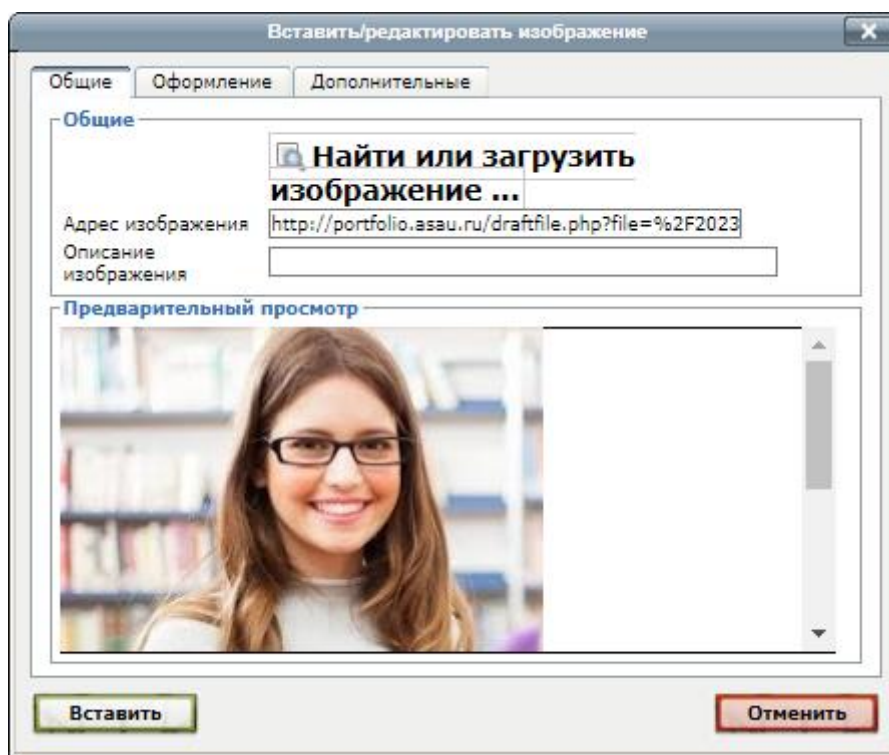 Вставить/редактировать изображение
Общие
Оформление
Дополнительные
Общие
Найти или загрузить
изображение ...
Адрес изображения
http://portfolio.asau.ru/draftfile.php?file=%2F2023
Описание
изображения
Предварительный просмотр
Вставить
Отменить